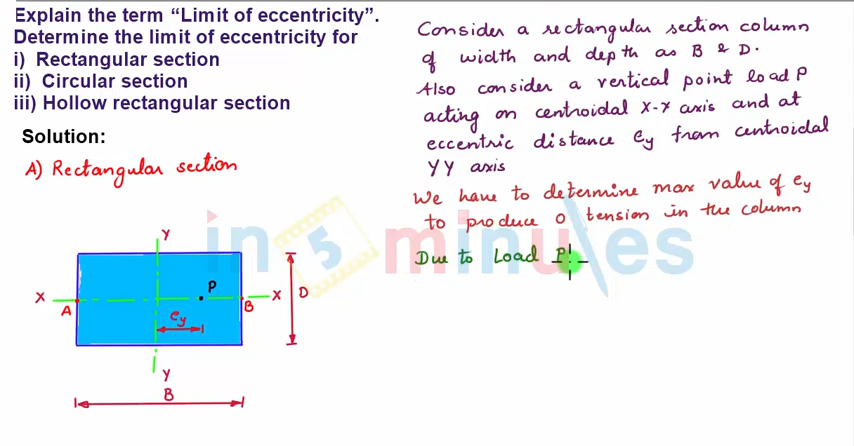 Explain the term “Limit of eccentricity”.
Determine the limit of eccentricity for
i) Rectangular section
ii) Circular section
iii) Hollow rectangular section
Solution:
A) Rectangular section
Consider a rectangular section column
of width and depth as B & D.
Also consider a vertical point load P
acting on centroidal X-X axis and at
eccentric distance ey from centroidal
YY axis
We have to determine max value of ey
to produce 0 tension in the column
Due to Load P
in 5 minutes
Y
X A P B X D
ey
Y
B